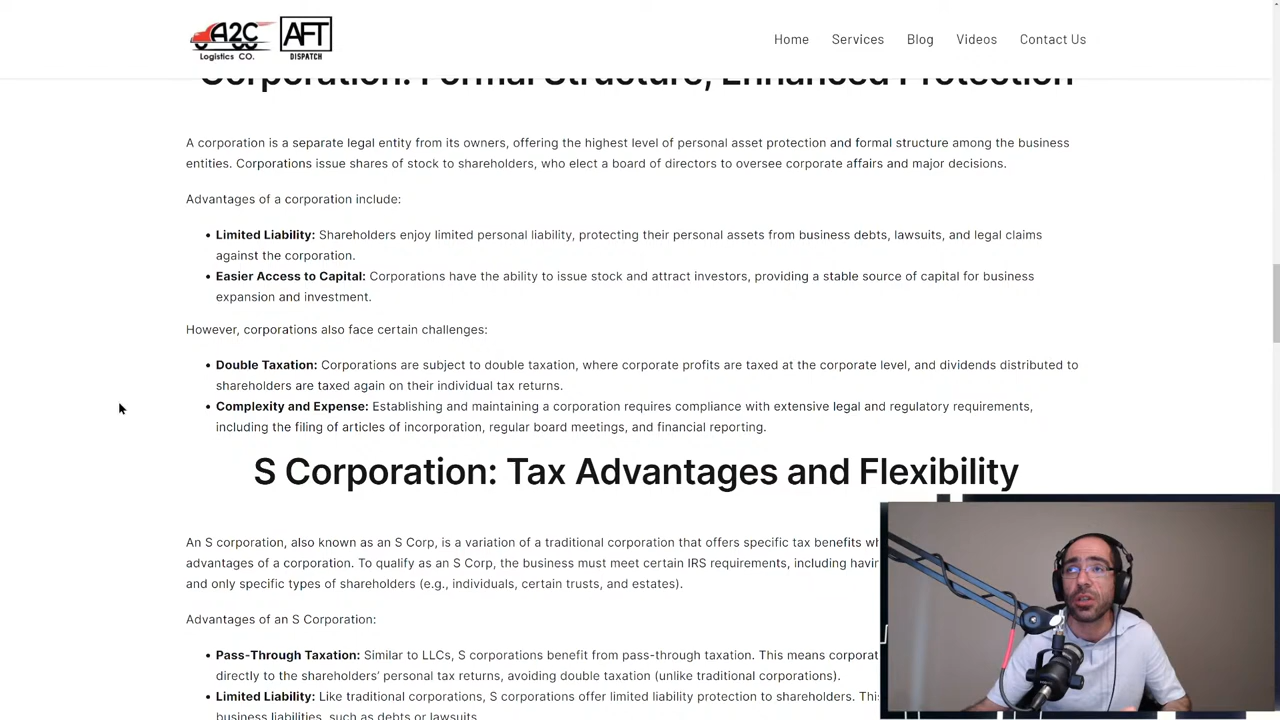 A2C
Logistics CO.
AFT
DISPATCH
Home Services Blog Videos Contact Us
Corporation: Formal Structure, Enhanced Protection
A corporation is a separate legal entity from its owners, offering the highest level of personal asset protection and formal structure among the business
entities. Corporations issue shares of stock to shareholders, who elect a board of directors to oversee corporate affairs and major decisions.
Advantages of a corporation include:
• Limited Liability: Shareholders enjoy limited personal liability, protecting their personal assets from business debts, lawsuits, and legal claims
against the corporation.
• Easier Access to Capital: Corporations have the ability to issue stock and attract investors, providing a stable source of capital for business
expansion and investment.
However, corporations also face certain challenges:
• Double Taxation: Corporations are subject to double taxation, where corporate profits are taxed at the corporate level, and dividends distributed to
shareholders are taxed again on their individual tax returns.
• Complexity and Expense: Establishing and maintaining a corporation requires compliance with extensive legal and regulatory requirements,
including the filing of articles of incorporation, regular board meetings, and financial reporting.
S Corporation: Tax Advantages and Flexibility
An S corporation, also known as an S Corp, is a variation of a traditional corporation that offers specific tax benefits
advantages of a corporation. To qualify as an S Corp, the business must meet certain IRS requirements, including
and only specific types of shareholders (e.g., individuals, certain trusts, and estates).
Advantages of an S Corporation:
• Pass-Through Taxation: Similar to LLCs, S corporations benefit from pass-through taxation. This means
directly to the shareholders' personal tax returns, avoiding double taxation (unlike traditional corporations).
• Limited Liability: Like traditional corporations, S corporations offer limited liability protection to shareholders.
business liabilities, such as debts or lawsuits.